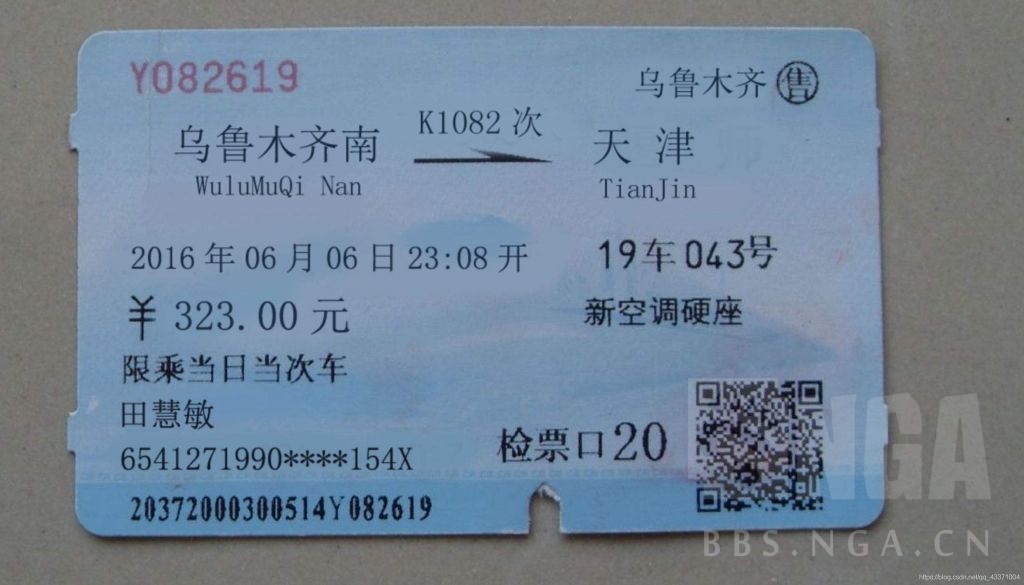 Y082619
乌鲁木齐 售
乌鲁木齐南 K1082次 天津
WuluMuQi Nan TianJin
2016年06月06日23:08开 19车043号
¥323.00元 新空调硬座
限乘当日当次车
田慧敏
6541271990****154X 检票口20
20372000300514Y082619
NGA
BBS.NGA.CN
https://blog.csdn.net/qq_43371004